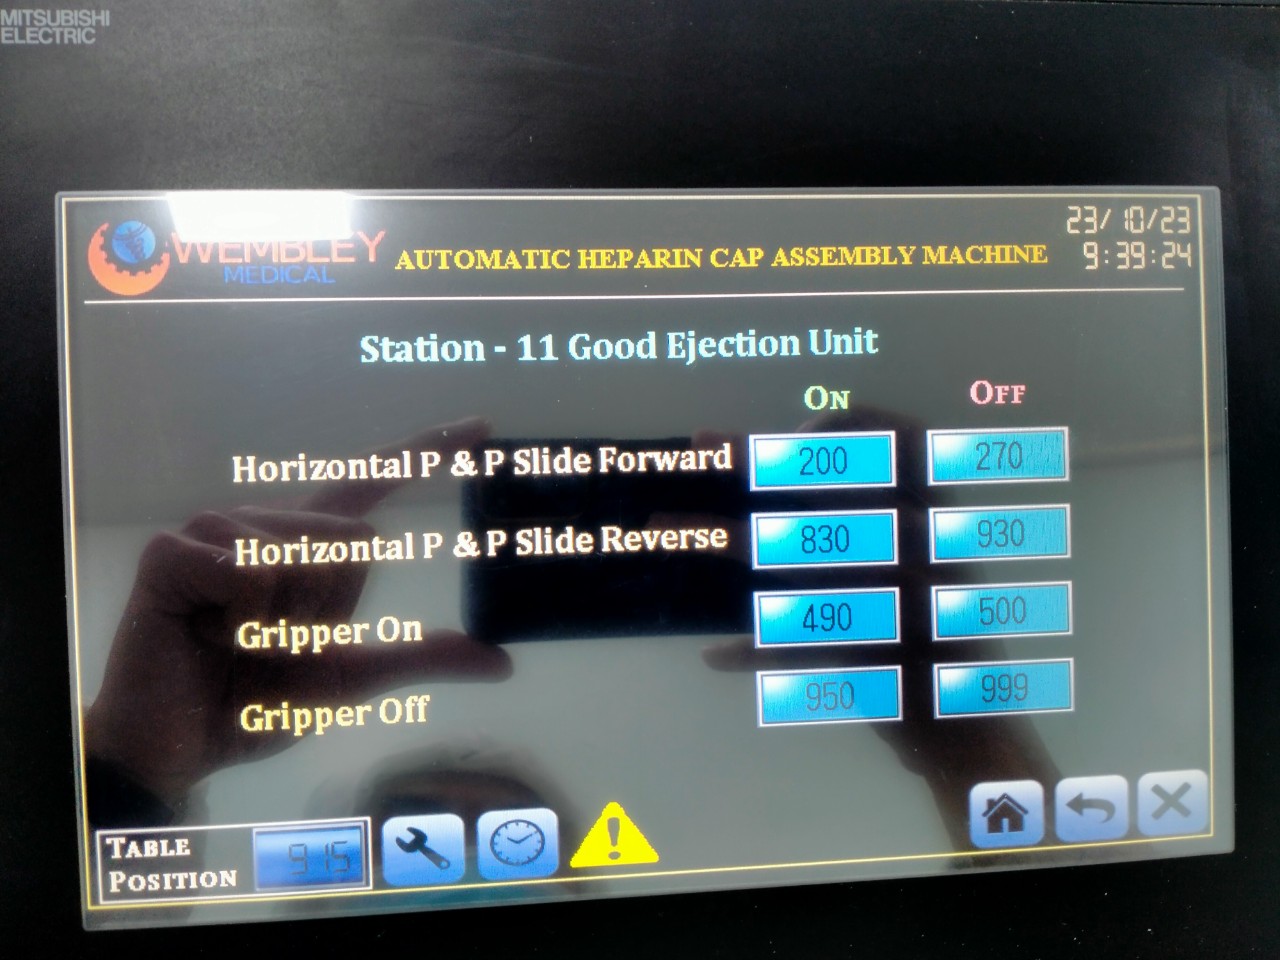 MITSUBISHI
ELECTRIC
WEMBLEY
MEDICAL
AUTOMATIC HEPARIN CAP ASSEMBLY MACHINE
23/10/23
9:39:24
Station - 11 Good Ejection Unit
ON OFF
Horizontal P & P Slide Forward 200 270
Horizontal P & P Slide Reverse 830 930
Gripper On 490 500
Gripper Off 950 999
TABLE
POSITION 915